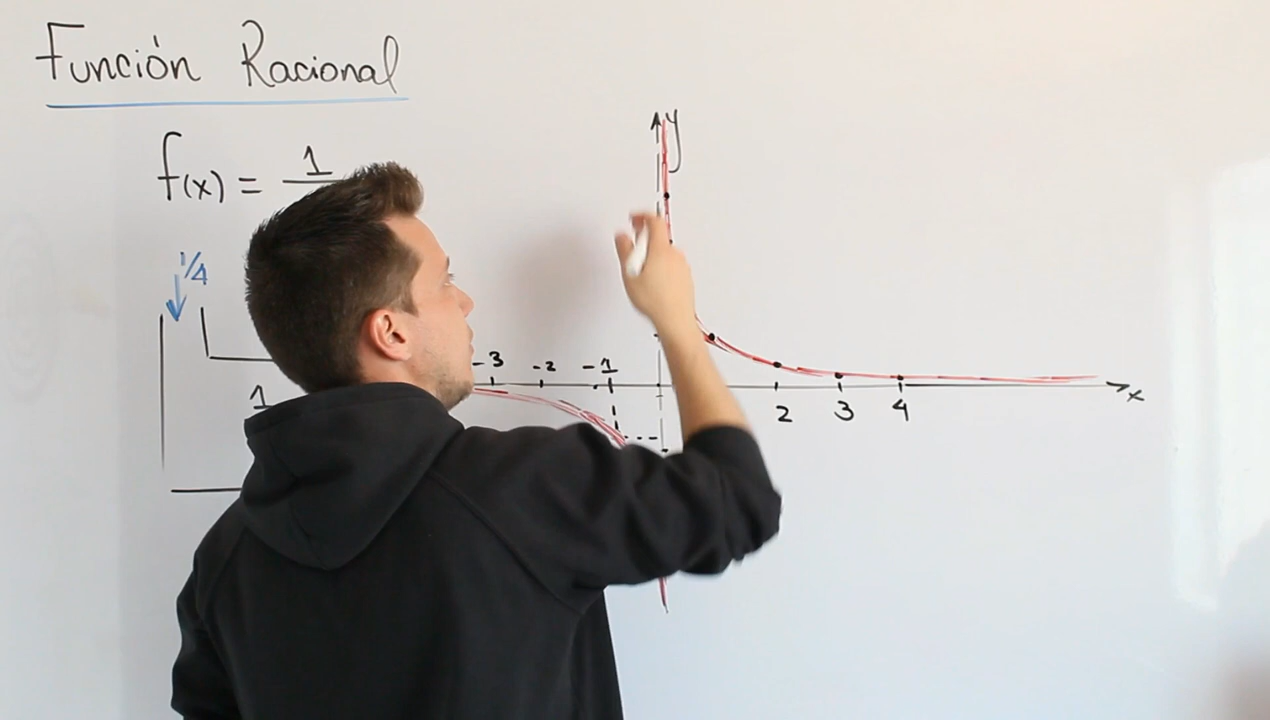 Función Racional
f(x) = 1
1/4
1
y
-3 -2 -1
2 3 4
x